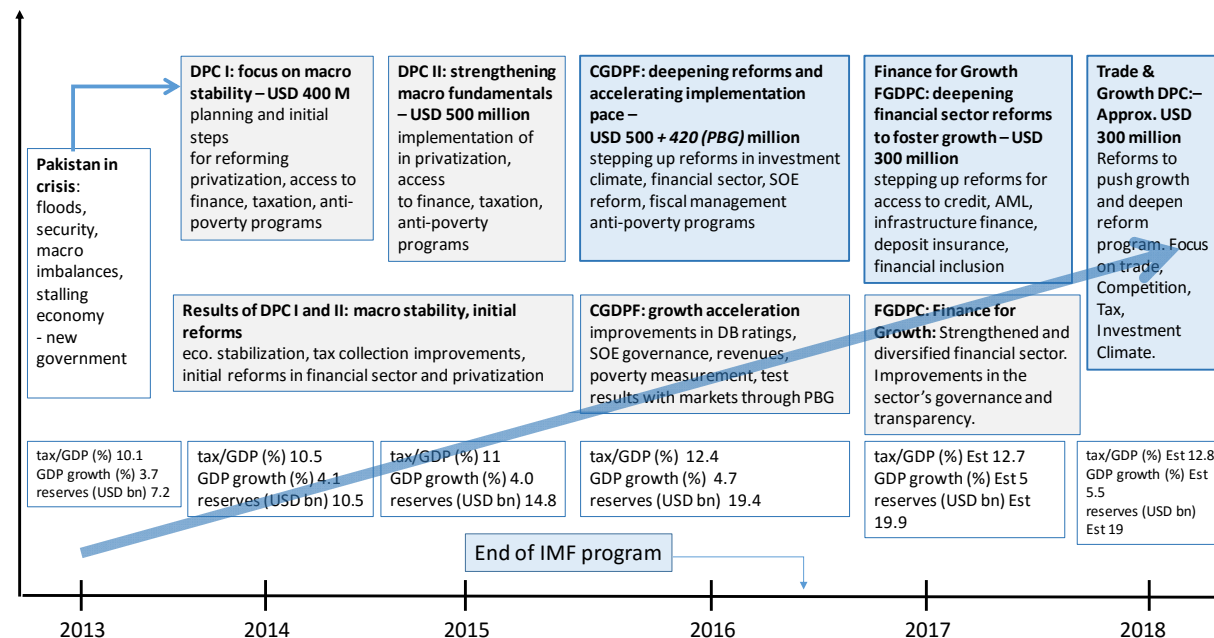 Pakistan in
crisis:
floods,
security,
macro
imbalances,
stalling
economy
- new
government
DPC I: focus on macro
stability – USD 400 M
planning and initial
steps
for reforming
privatization, access to
finance, taxation, anti-
poverty programs
DPC II: strengthening
macro fundamentals
– USD 500 million
implementation of
in privatization,
access
to finance, taxation,
anti-poverty
programs
CGDPF: deepening reforms and
accelerating implementation
pace –
USD 500 + 420 (PBG) million
stepping up reforms in investment
climate, financial sector, SOE
reform, fiscal management
anti-poverty programs
Finance for Growth
FGDPC: deepening
financial sector reforms
to foster growth – USD
300 million
stepping up reforms for
access to credit, AML,
infrastructure finance,
deposit insurance,
financial inclusion
Trade &
Growth DPC:–
Approx. USD
300 million
Reforms to
push growth
and deepen
reform
program. Focus
on trade,
Competition,
Tax,
Investment
Climate.
Results of DPC I and II: macro stability, initial
reforms
eco. stabilization, tax collection improvements,
initial reforms in financial sector and privatization
CGDPF: growth acceleration
improvements in DB ratings,
SOE governance, revenues,
poverty measurement, test
results with markets through PBG
FGDPC: Finance for
Growth: Strengthened and
diversified financial sector.
Improvements in the
sector's governance and
transparency.
tax/GDP (%) 10.1
GDP growth (%) 3.7
reserves (USD bn) 7.2
tax/GDP (%) 10.5
GDP growth (%) 4.1
reserves (USD bn) 10.5
tax/GDP (%) 11
GDP growth (%) 4.0
reserves (USD bn) 14.8
tax/GDP (%) 12.4
GDP growth (%) 4.7
reserves (USD bn) 19.4
tax/GDP (%) Est 12.7
GDP growth (%) Est 5
reserves (USD bn) Est
19.9
tax/GDP (%) Est 12.8
GDP growth (%) Est
5.5
reserves (USD bn)
Est 19
End of IMF program
2013
2014
2015
2016
2017
2018